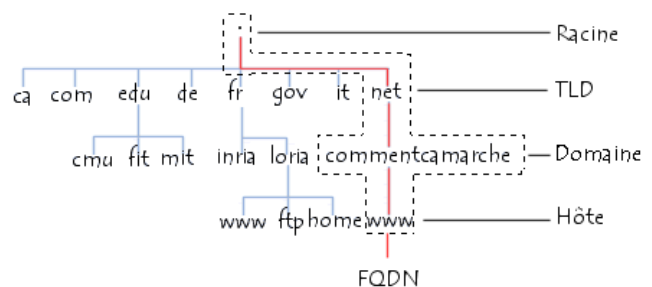 . Racine
ca com edu de fr gov it net TLD
cmu fit mit inria loria commentcamarche Domaine
www ftp home www Hôte
FQDN